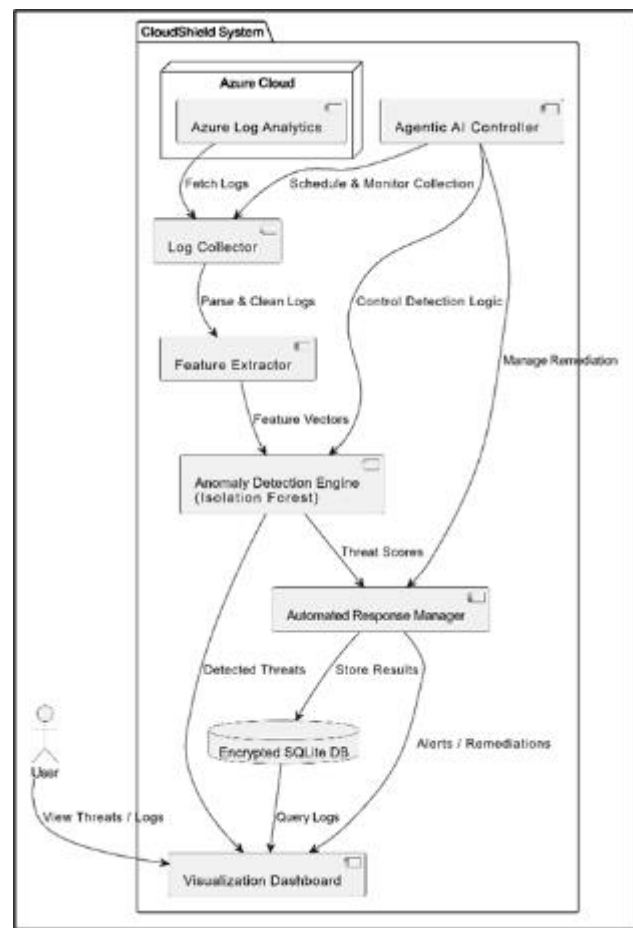 CloudShield System
Azure Cloud
Azure Log Analytics
Agentic AI Controller
Fetch Logs
Schedule & Monitor Collection
Log Collector
Parse & Clean Logs
Control Detection Logic
Manage Remediation
Feature Extractor
Feature Vectors
Anomaly Detection Engine
(Isolation Forest)
Threat Scores
Automated Response Manager
Detected Threats
Store Results
Encrypted SQLite DB
Alerts / Remediations
User
View Threats / Logs
Query Logs
Visualization Dashboard